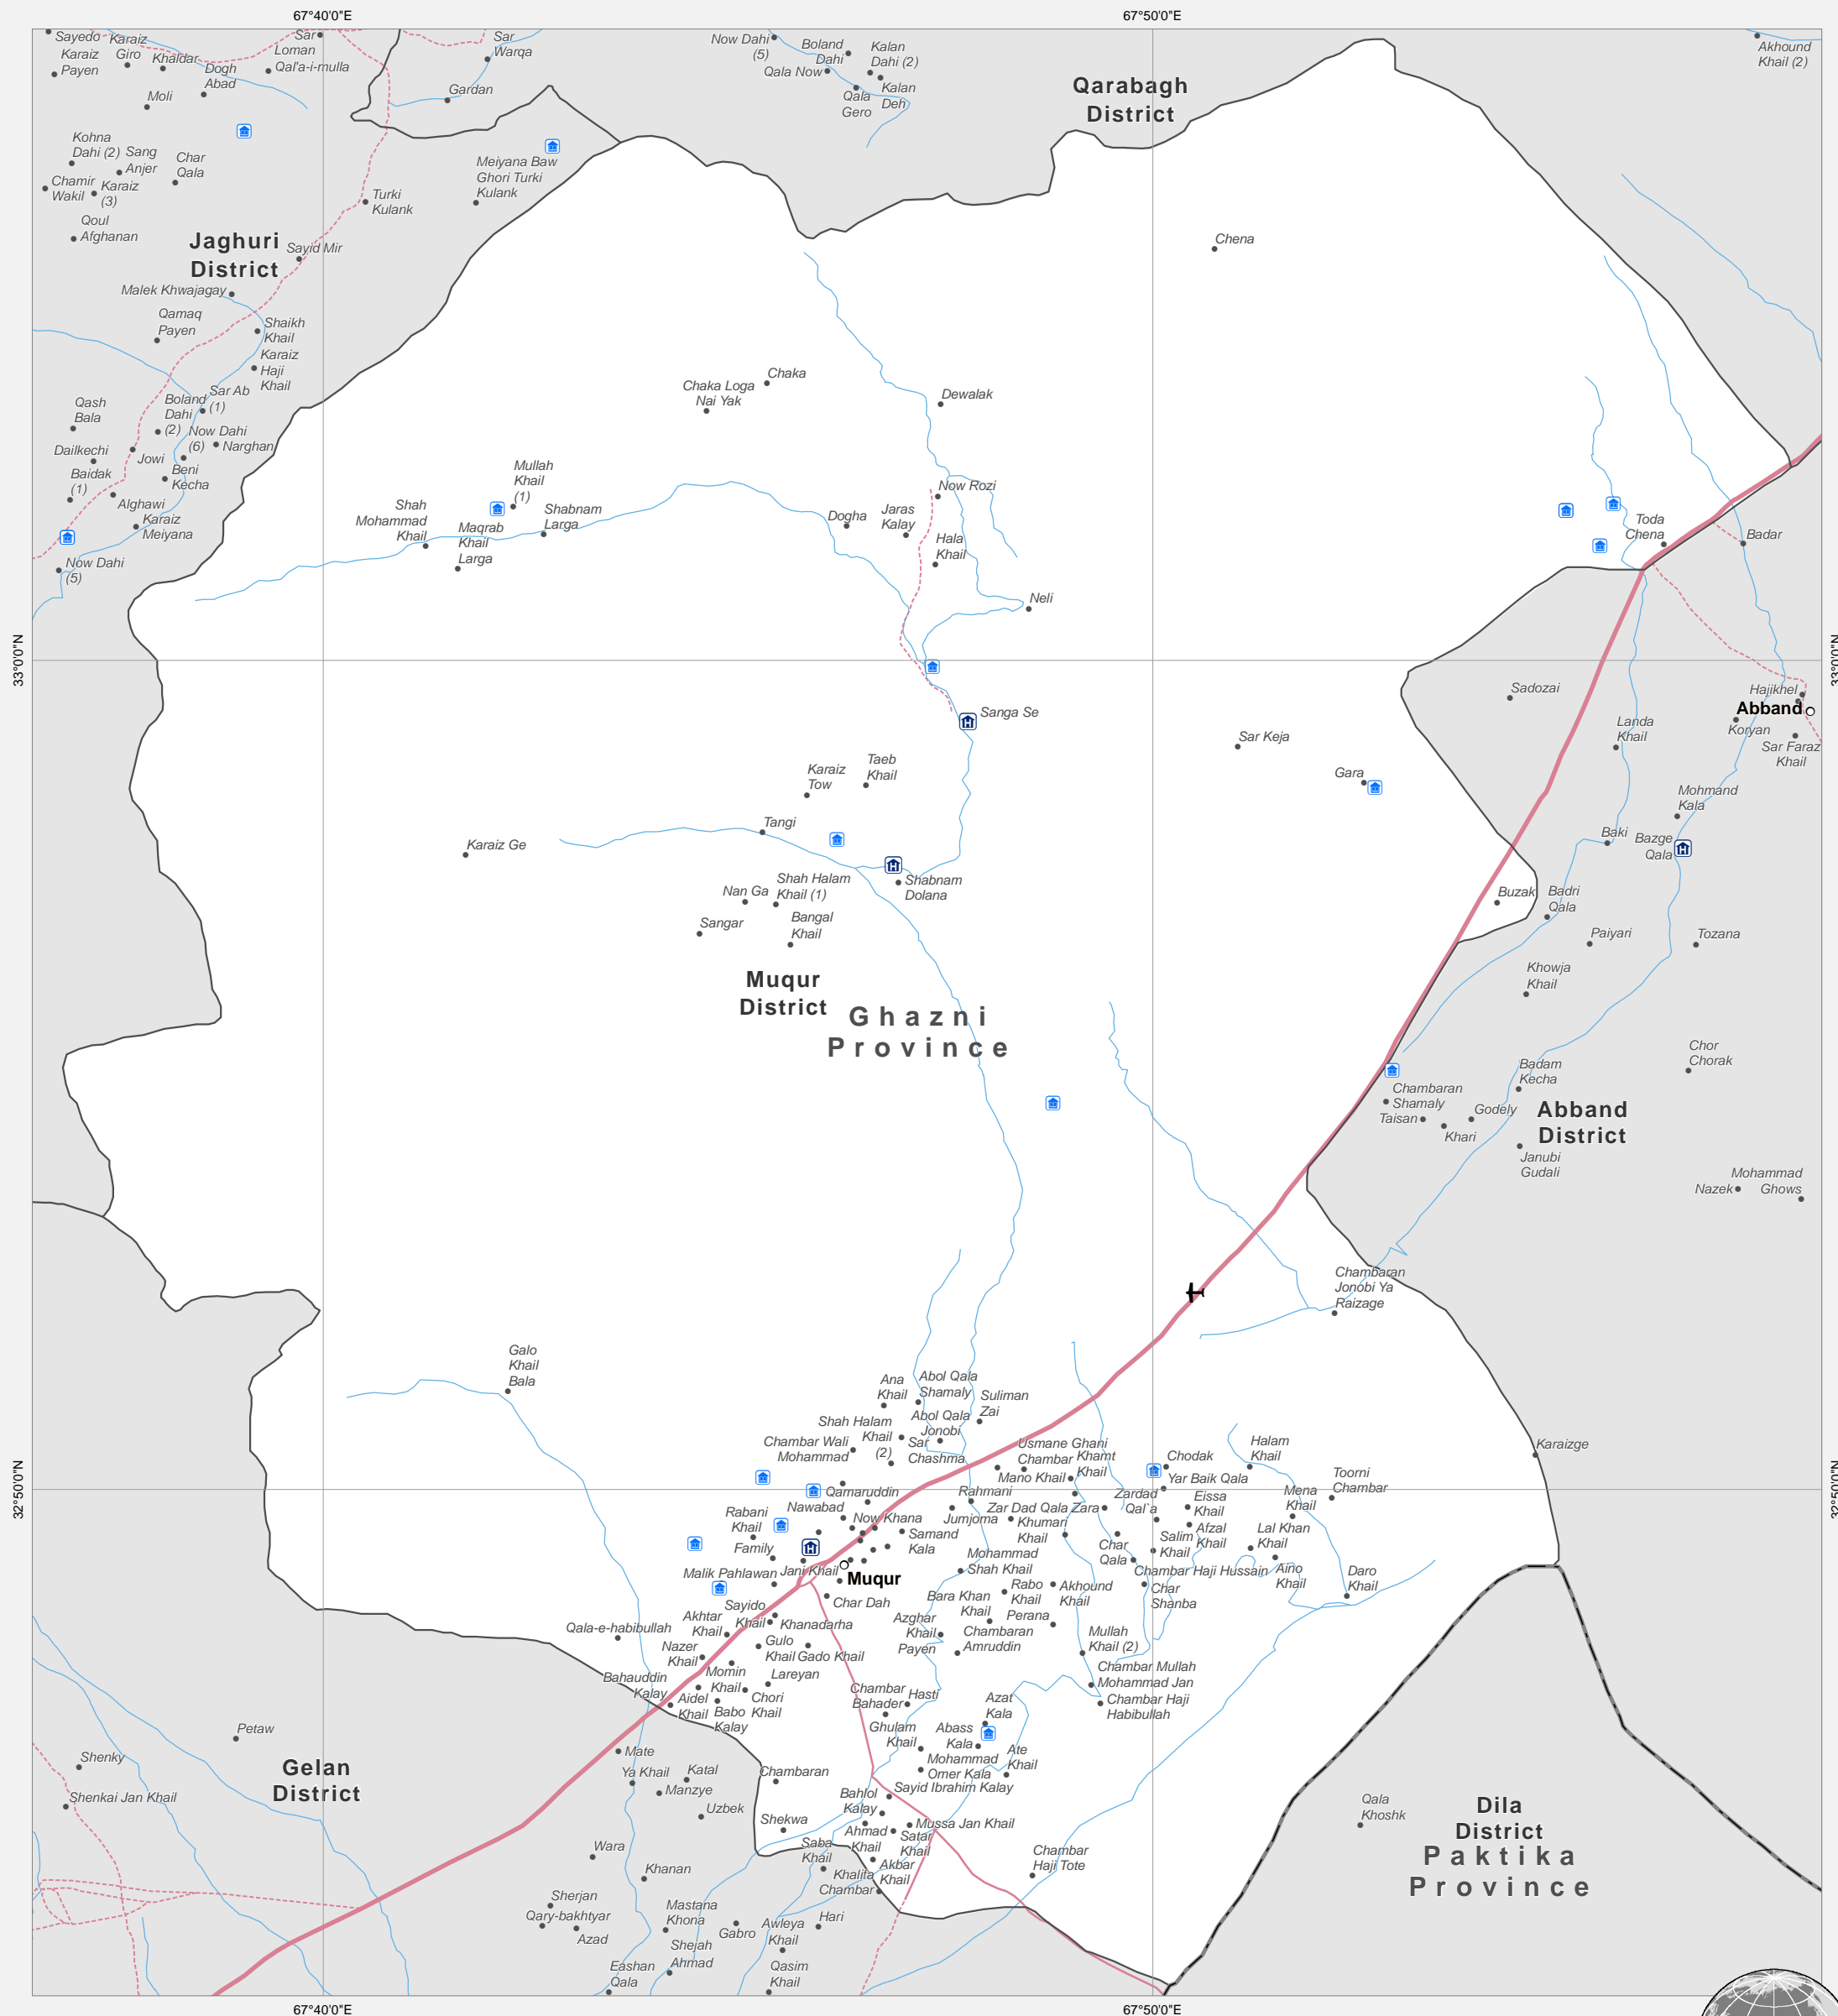 67°40'0"E
67°50'0"E
Sayedo
Karaiz
Giro
Khaldar
Karaiz
Payen
Dogh
Abad
Moli
Sar
Loman
Qal'a-i-mulla
Sar
Warqa
Gardan
Now Dahi
(5)
Boland
Dahi
Kalan
Dahi (2)
Qala Now
Qala
Gero
Kalan
Deh
Qarabagh
District
Akhound
Khail (2)
Kohna
Dahi (2)
Sang
Anjer
Char
Qala
Chamir
Wakil
Karaiz
(3)
Qoul
Afghanan
Turki
Kulank
Meiyana Baw
Ghori Turki
Kulank
Jaghuri
District
Sayid Mir
Chena
Malek Khwajagay
Qamaq
Payen
Shaikh
Khail
Karaiz
Haji
Khail
Sar Ab
(1)
Qash
Bala
Boland
Dahi
(2)
Now Dahi
(6)
Narghan
Dailkechi
Jowi
Baidak
(1)
Beni
Kecha
Alghawi
Karaiz
Meiyana
Now Dahi
(5)
Chaka
Chaka Loga
Nai Yak
Dewalak
Mullah
Khail
(1)
Shah
Mohammad
Khail
Maqrab
Khail
Larga
Shabnam
Larga
Now Rozi
Dogha
Jaras
Kalay
Hala
Khail
Neli
Toda
Chena
Badar
33°0'0"N
33°0'0"N
Sanga Se
Sadozai
Hajikhel
Abband
Koryan
Sar Faraz
Khail
Landa
Khail
Sar Keja
Gara
Karaiz
Tow
Taeb
Khail
Mohmand
Kala
Tangi
Karaiz Ge
Baki
Bazge
Qala
Shabnam
Dolana
Nan Ga
Shah Halam
Khail (1)
Sangar
Bangal
Khail
Buzak
Badri
Qala
Paiyari
Tozana
Khowja
Khail
Muqur
District
Ghazni
Province
Chor
Chorak
Badam
Kecha
Chambaran
Shamaly
Taisan
Godely
Khari
Abband
District
Janubi
Gudali
Mohammad
Ghows
Nazek
Chambaran
Jonobi Ya
Raizage
Galo
Khail
Bala
Ana
Khail
Abol Qala
Shamaly
Suliman
Zai
Shah Halam
Khail
(2)
Abol Qala
Jonobi
Sar
Chashma
Chambar Wali
Mohammad
Usmane Ghani
Chambar
Khamt
Khail
Mano Khail
Chodak
Yar Baik Qala
Halam
Khail
Toorni
Chambar
Karaizge
32°50'0"N
32°50'0"N
Qamaruddin
Nawabad
Now Khana
Rahmani
Jumjoma
Zar Dad Qala Zara
Zardad
Qal`a
Eissa
Khail
Mena
Khail
Rabani
Khail
Samand
Kala
Khumari
Khail
Afzal
Khail
Lal Khan
Khail
Salim
Khail
Family
Char
Qala
Malik Pahlawan
Jani Khail
Muqur
Mohammad
Shah Khail
Chambar Haji Hussain
Aino
Khail
Daro
Khail
Rabo
Khail
Akhound
Khail
Char
Shanba
Bara Khan
Khail
Char Dah
Sayido
Khail
Akhtar
Khail
Khanadarha
Azghar
Khail
Payen
Perana
Chambaran
Amruddin
Mullah
Khail (2)
Qala-e-habibullah
Nazer
Khail
Gulo
Khail
Gado Khail
Bahauddin
Kalay
Momin
Khail
Lareyan
Chambar Mullah
Mohammad Jan
Aidel
Khail
Chori
Khail
Babo
Kalay
Chambar
Bahader
Hasti
Chambar Haji
Habibullah
Azat
Kala
Ghulam
Khail
Abass
Kala
Ate
Khail
Petaw
Shenky
Gelan
District
Mate
Ya Khail
Katal
Manzye
Chambaran
Mohammad
Omer Kala
Sayid Ibrahim Kalay
Shenkai Jan Khail
Uzbek
Bahlol
Kalay
Mussa Jan Khail
Shekwa
Ahmad
Khail
Satar
Khail
Saba
Khail
Qala
Khoshk
Dila
District
Paktika
Province
Wara
Khanan
Khalifa
Chambar
Akbar
Khail
Chambar
Haji Tote
Sherjan
Qary-bakhtyar
Azad
Mastana
Khona
Gabro
Awleya
Khail
Hari
Shejah
Ahmad
Eashan
Qala
Qasim
Khail
67°40'0"E
67°50'0"E